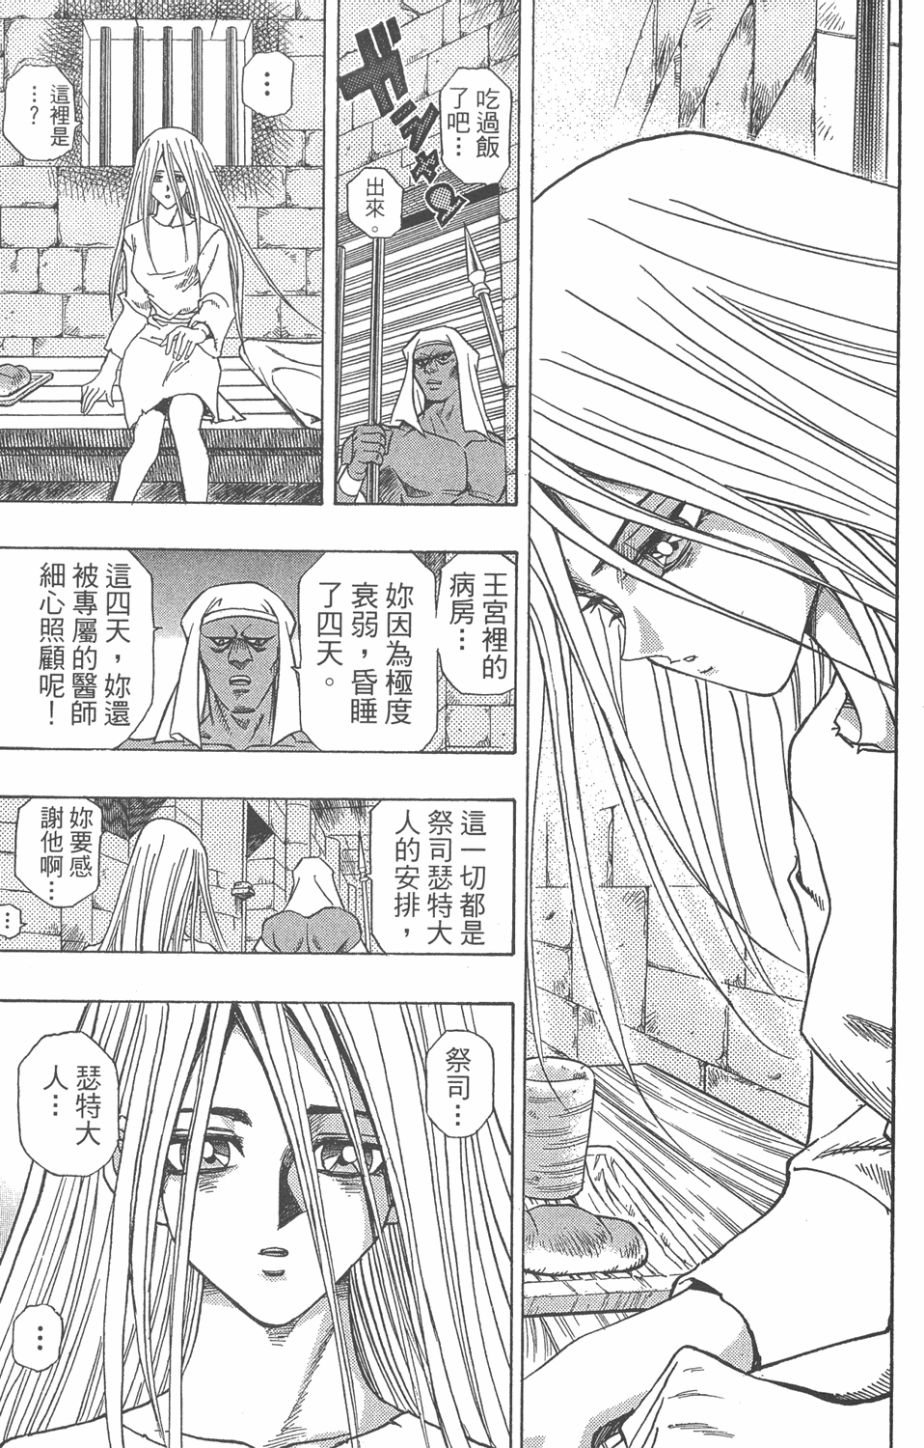 吃過飯
了吧…
ギィッ
出來。
…
這裡是
…?
王宮裡的
病房…
妳因為極度
衰弱，昏睡
了四天。
這四天，妳還
被專屬的醫師
細心照顧呢！
這一切都是
祭司瑟特大
人的安排，
妳要感
謝他啊…
…
祭司…
瑟特大
人…
…